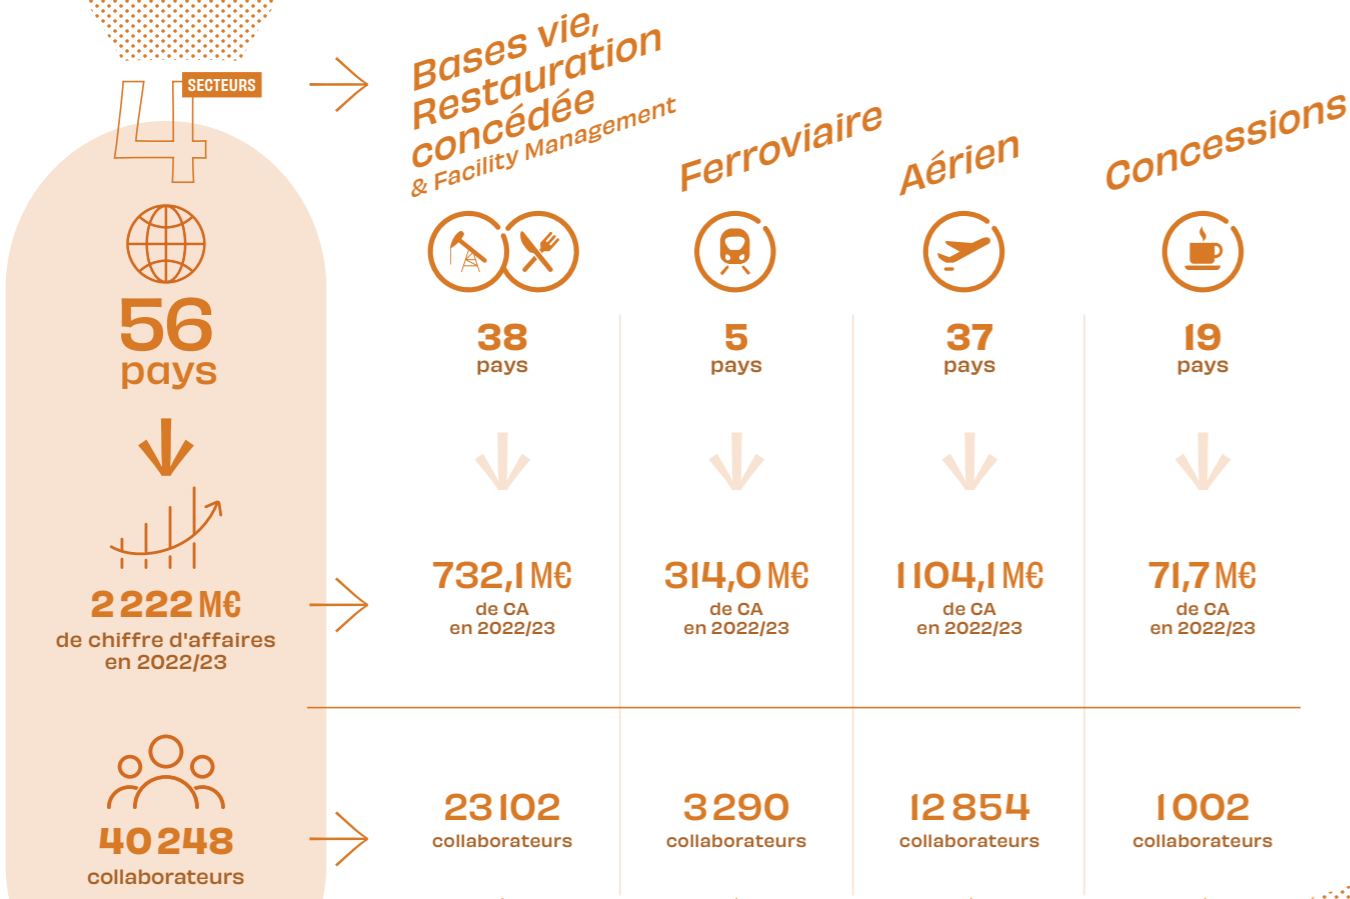 4 SECTEURS
Bases vie,
Restauration
concédée
& Facility Management
Ferroviaire
Aérien
Concessions
56
pays
38
pays
5
pays
37
pays
19
pays
2 222 M€
de chiffre d'affaires
en 2022/23
732,1 M€
de CA
en 2022/23
314,0 M€
de CA
en 2022/23
1 104,1 M€
de CA
en 2022/23
71,7 M€
de CA
en 2022/23
40 248
collaborateurs
23 102
collaborateurs
3 290
collaborateurs
12 854
collaborateurs
1 002
collaborateurs